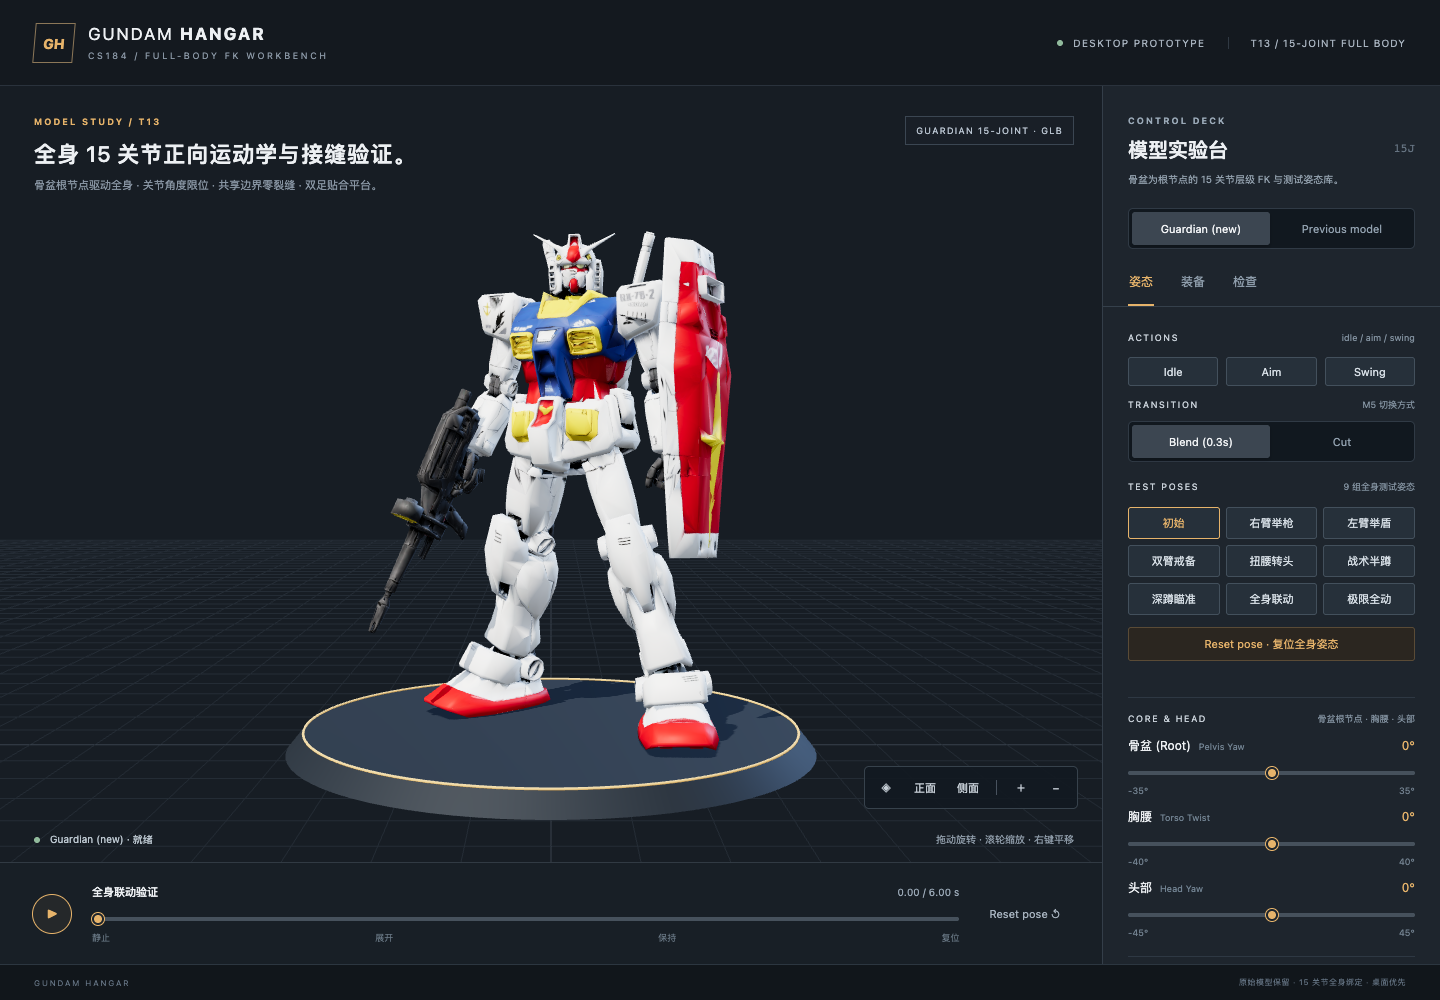 GH
GUNDAM HANGAR
CS184 / FULL-BODY FK WORKBENCH
DESKTOP PROTOTYPE
T13 / 15-JOINT FULL BODY
MODEL STUDY / T13
全身 15 关节正向运动学与接缝验证。
骨盆根节点驱动全身 · 关节角度限位 · 共享边界零裂缝 · 双足贴合平台。
GUARDIAN 15-JOINT · GLB
正面 侧面 + −
Guardian (new) · 就绪
拖动旋转 · 滚轮缩放 · 右键平移
全身联动验证
0.00 / 6.00 s
静止 展开 保持 复位
Reset pose
CONTROL DECK
模型实验台
15J
骨盆为根节点的 15 关节层级 FK 与测试姿态库。
Guardian (new) Previous model
姿态 装备 检查
ACTIONS idle / aim / swing
Idle Aim Swing
TRANSITION M5 切换方式
Blend (0.3s) Cut
TEST POSES 9 组全身测试姿态
初始 右臂举枪 左臂举盾
双臂戒备 扭腰转头 战术半蹲
深蹲瞄准 全身联动 极限全动
Reset pose · 复位全身姿态
CORE & HEAD 骨盆根节点 · 胸腰 · 头部
骨盆 (Root) Pelvis Yaw 0°
-35° 35°
胸腰 Torso Twist 0°
-40° 40°
头部 Head Yaw 0°
-45° 45°
GUNDAM HANGAR
原始模型保留 · 15 关节全身绑定 · 桌面优先